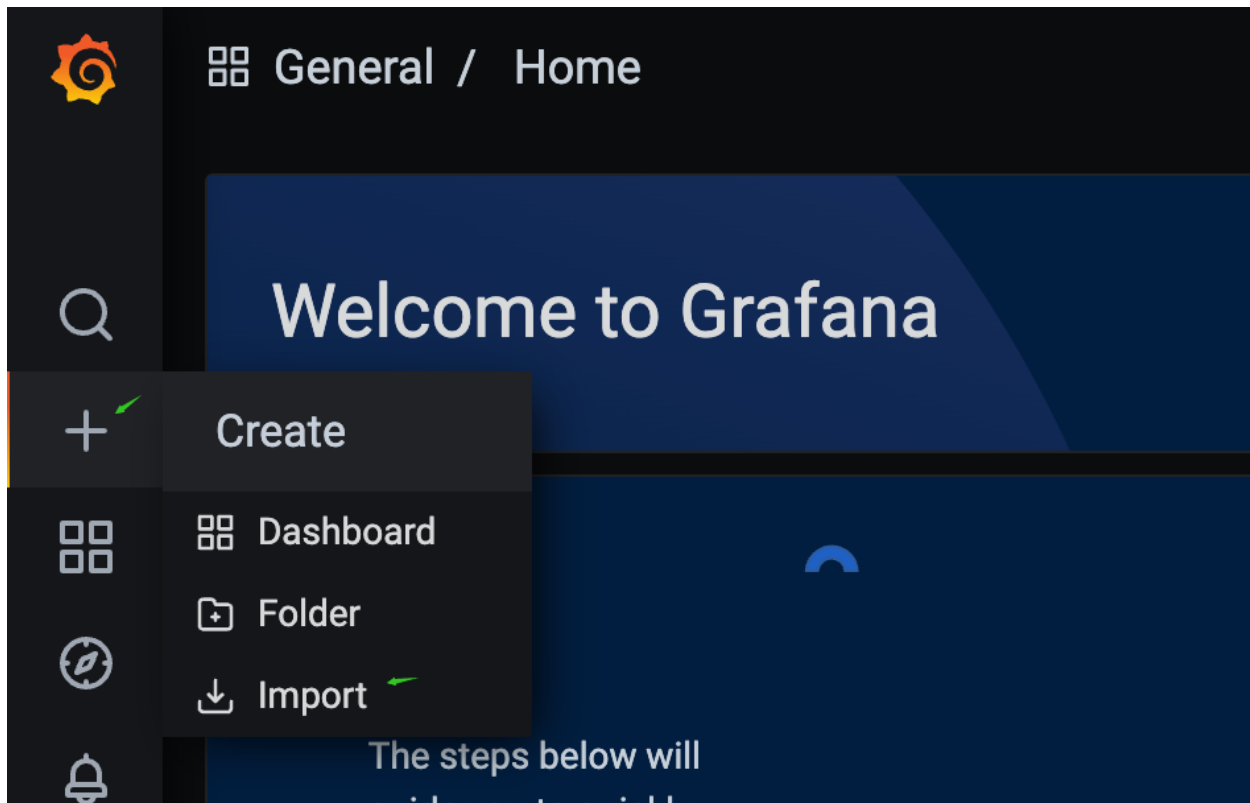 General / Home
Welcome to Grafana
Create
Dashboard
Folder
Import
The steps below will